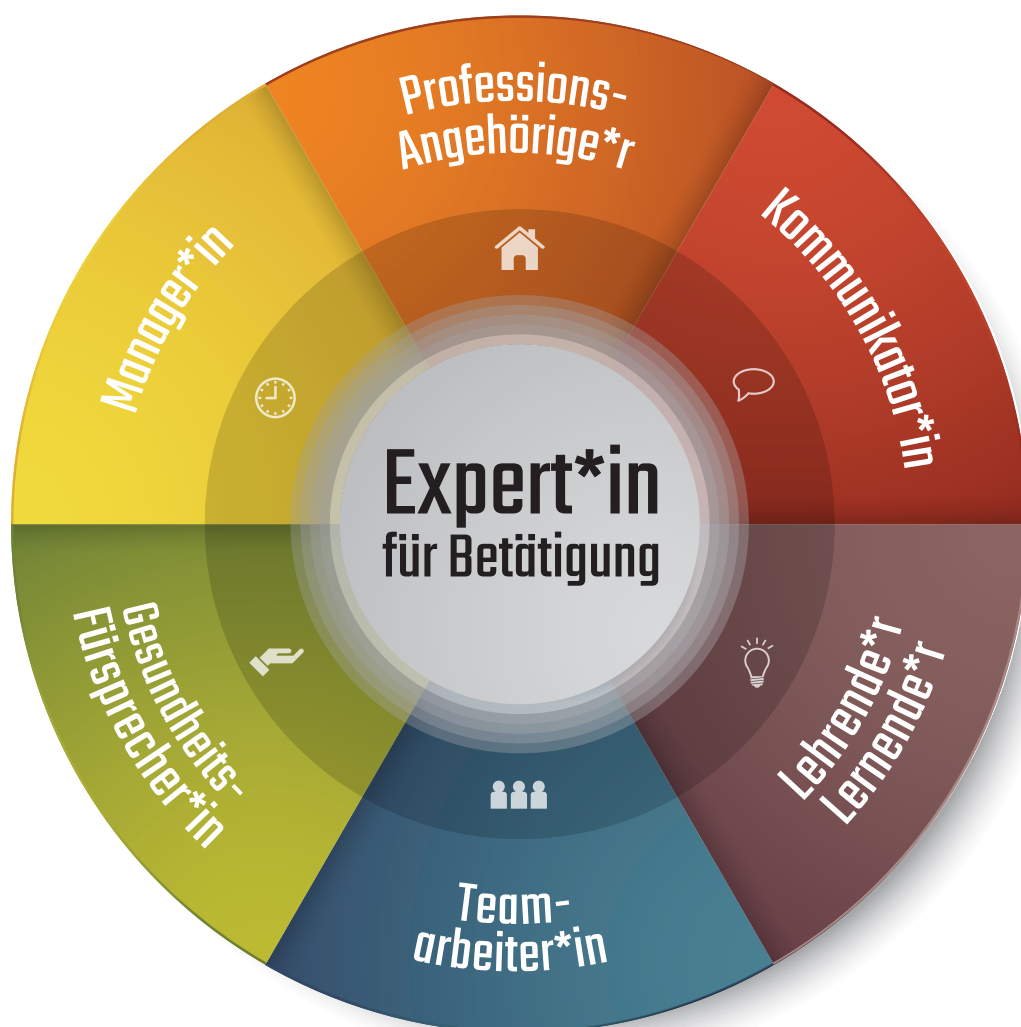 Professions-
Angehörige*r
Kommunikator*in
Lehrende*r
Lernende*r
Team-
arbeiter*in
Gesundheits-
Fürsprecher*in
Manager*in
Expert*in
für Betätigung